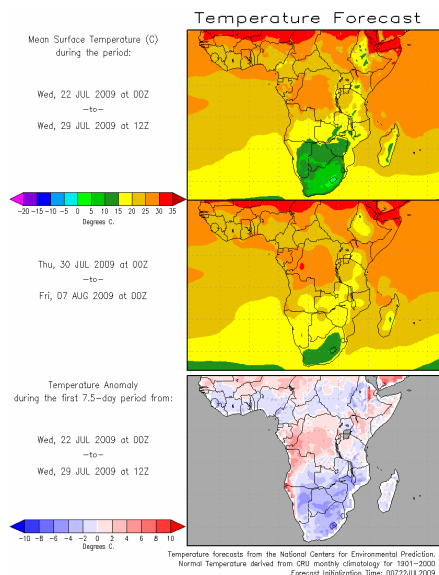 Temperature Forecast
Mean Surface Temperature (C)
during the period:
Wed, 22 JUL 2009 at 00Z
-to-
Wed, 29 JUL 2009 at 12Z
-20 -15 -10 -5 0 5 10 15 20 25 30 35
Degrees C.
Thu, 30 JUL 2009 at 00Z
-to-
Fri, 07 AUG 2009 at 00Z
Temperature Anomaly
during the first 7.5-day period from:
Wed, 22 JUL 2009 at 00Z
-to-
Wed, 29 JUL 2009 at 12Z
-10 -8 -6 -4 -2 0 2 4 6 8 10
Degrees C.
Temperature forecasts from the National Centers for Environmental Prediction.
Normal Temperature derived from CRU monthly climatology for 1901-2000
Forecast Initialization Time: 00Z22JUL2009